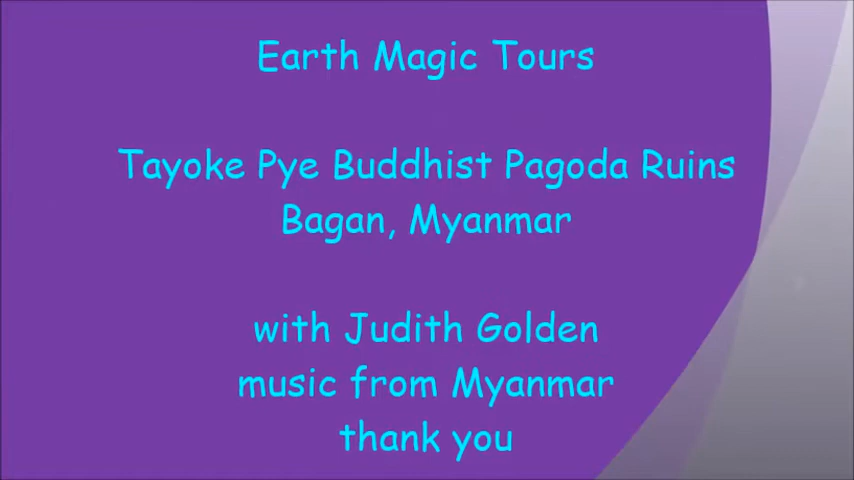 Earth Magic Tours
Tayoke Pye Buddhist Pagoda Ruins
Bagan, Myanmar
with Judith Golden
music from Myanmar
thank you